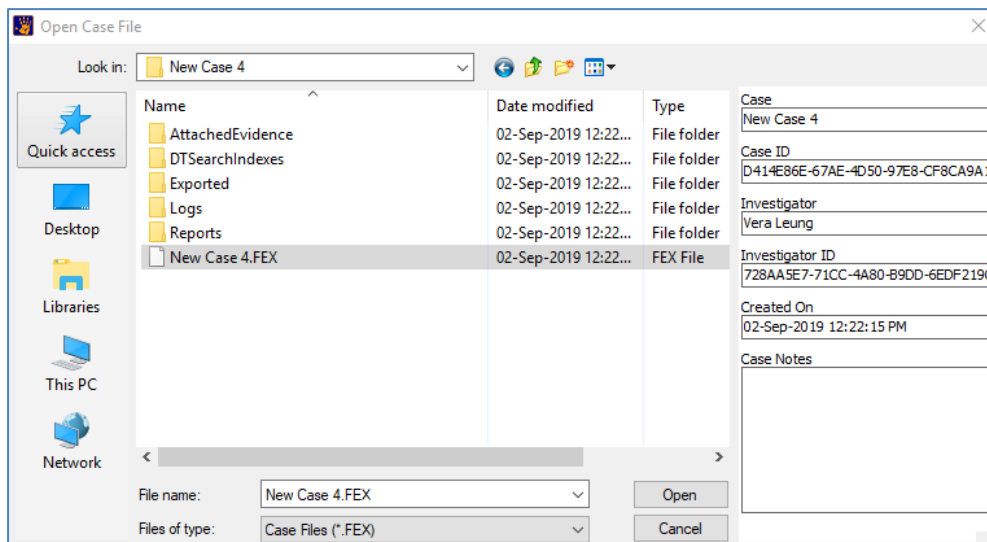 Open Case File
Look in: New Case 4
Quick access
Desktop
Libraries
This PC
Network
Name Date modified Type
AttachedEvidence 02-Sep-2019 12:22... File folder
DTSearchIndexes 02-Sep-2019 12:22... File folder
Exported 02-Sep-2019 12:22... File folder
Logs 02-Sep-2019 12:22... File folder
Reports 02-Sep-2019 12:22... File folder
New Case 4.FEX 02-Sep-2019 12:22... FEX File
File name: New Case 4.FEX Open
Files of type: Case Files (*.FEX) Cancel
Case
New Case 4
Case ID
D414E86E-67AE-4D50-97E8-CF8CA9A1
Investigator
Vera Leung
Investigator ID
728AA5E7-71CC-4A80-B9DD-6EDF219C
Created On
02-Sep-2019 12:22:15 PM
Case Notes